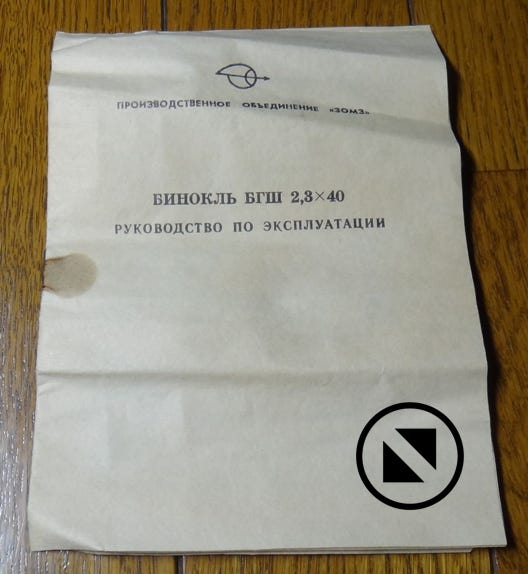 ПРОИЗВОДСТВЕННОЕ ОБЪЕДИНЕНИЕ «ЗОМЗ»
БИНОКЛЬ БГШ 2,3×40
РУКОВОДСТВО ПО ЭКСПЛУАТАЦИИ